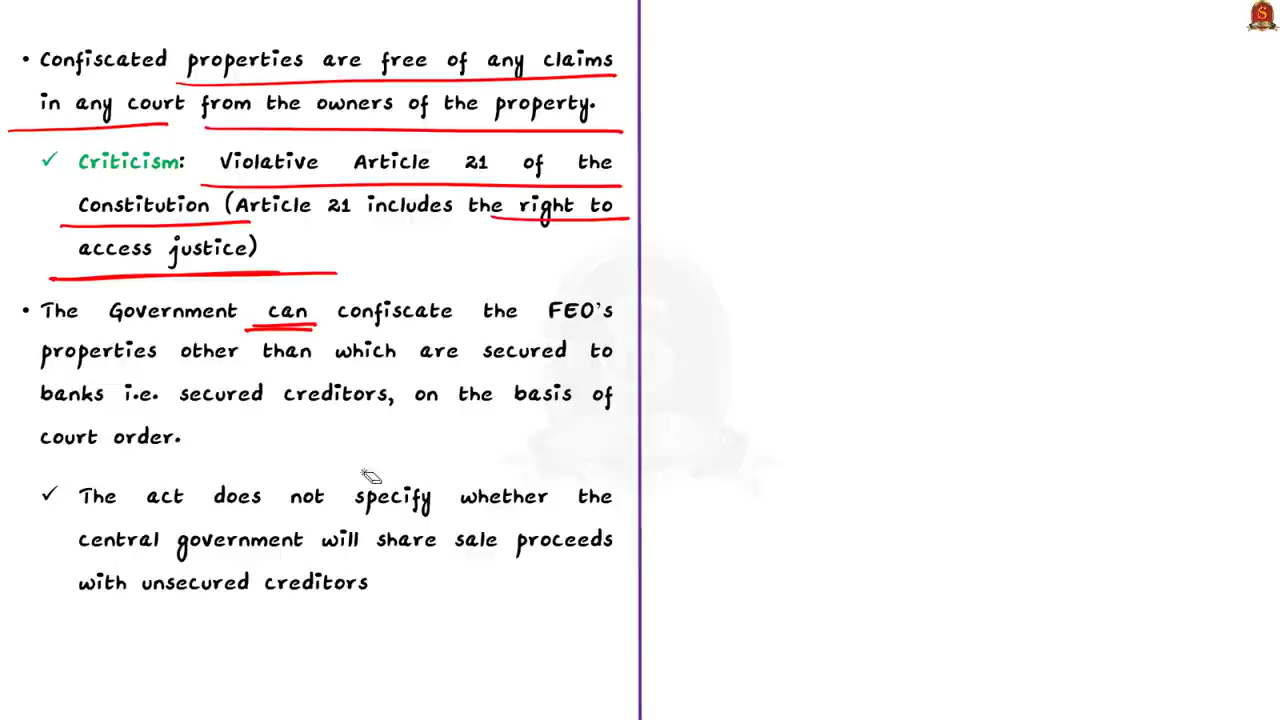 • Confiscated properties are free of any claims
in any court from the owners of the property.
✓ Criticism: Violative Article 21 of the
Constitution (Article 21 includes the right to
access justice)
• The Government can confiscate the FEO's
properties other than which are secured to
banks i.e. secured creditors, on the basis of
court order.
✓ The act does not specify whether the
central government will share sale proceeds
with unsecured creditors
S